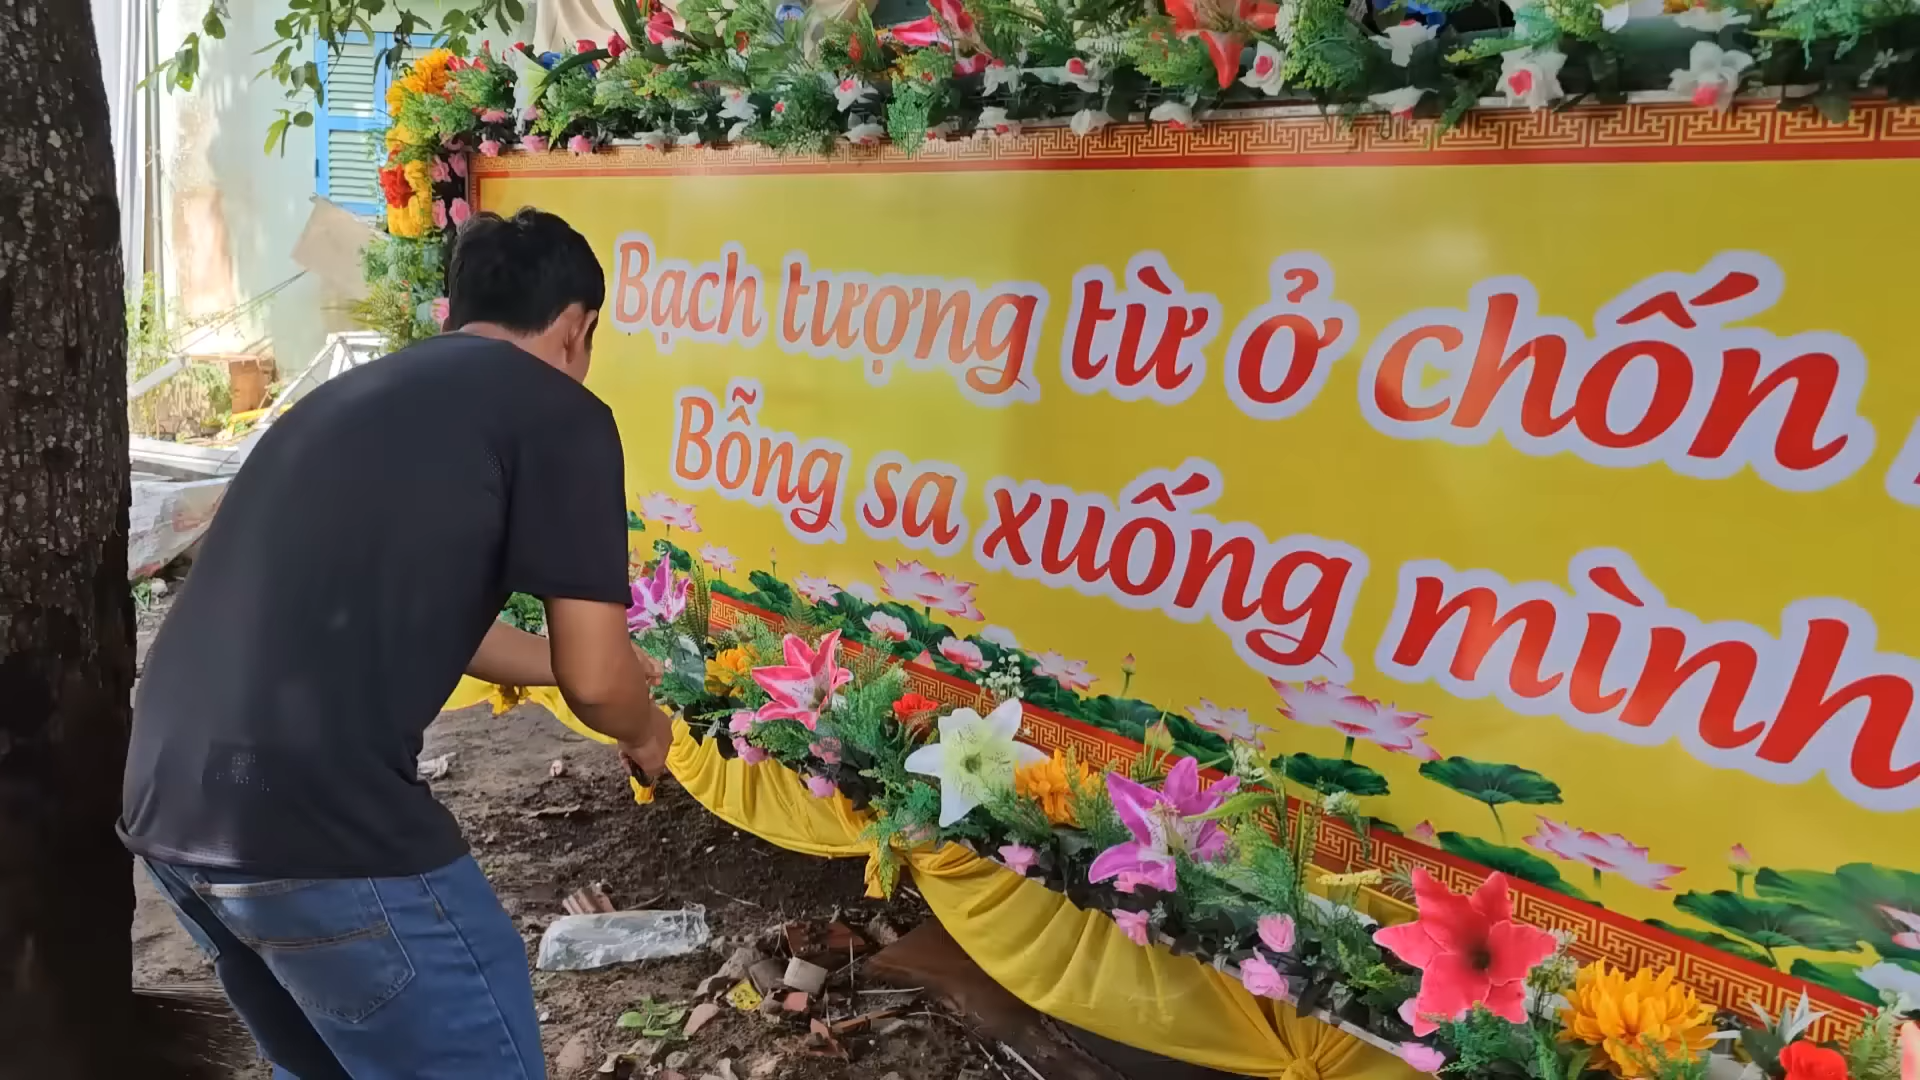 Bạch tượng từ ở chốn
Bỗng sa xuống mình